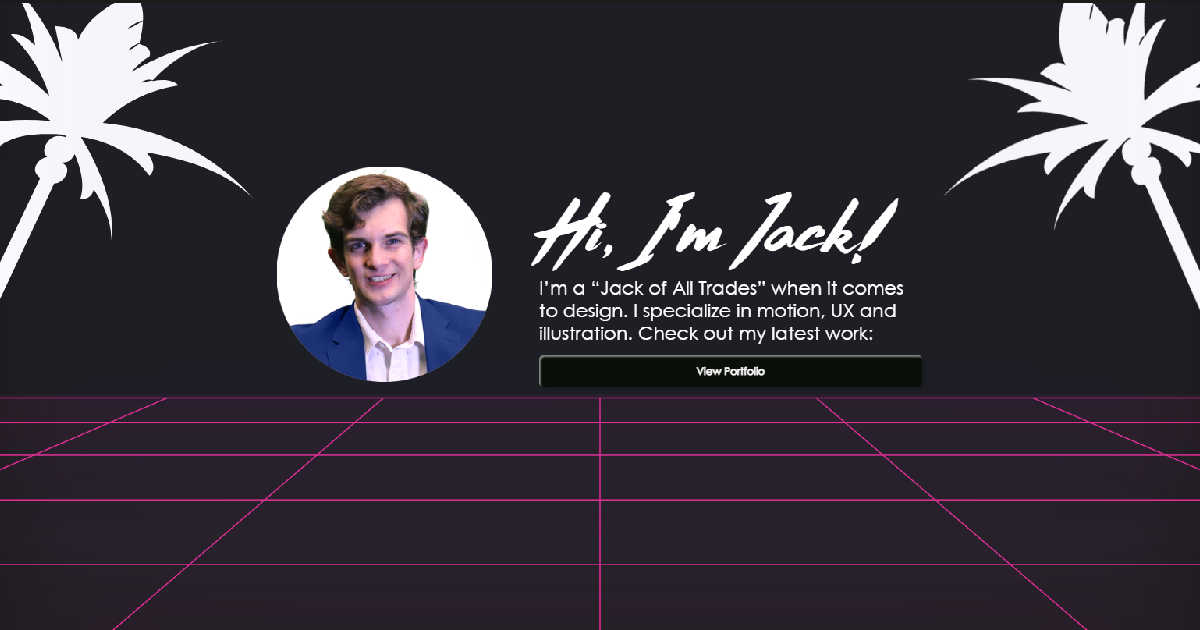 Hi, I'm Jack!
I'm a “Jack of All Trades” when it comes
to design. I specialize in motion, UX and
illustration. Check out my latest work:
View Portfolio